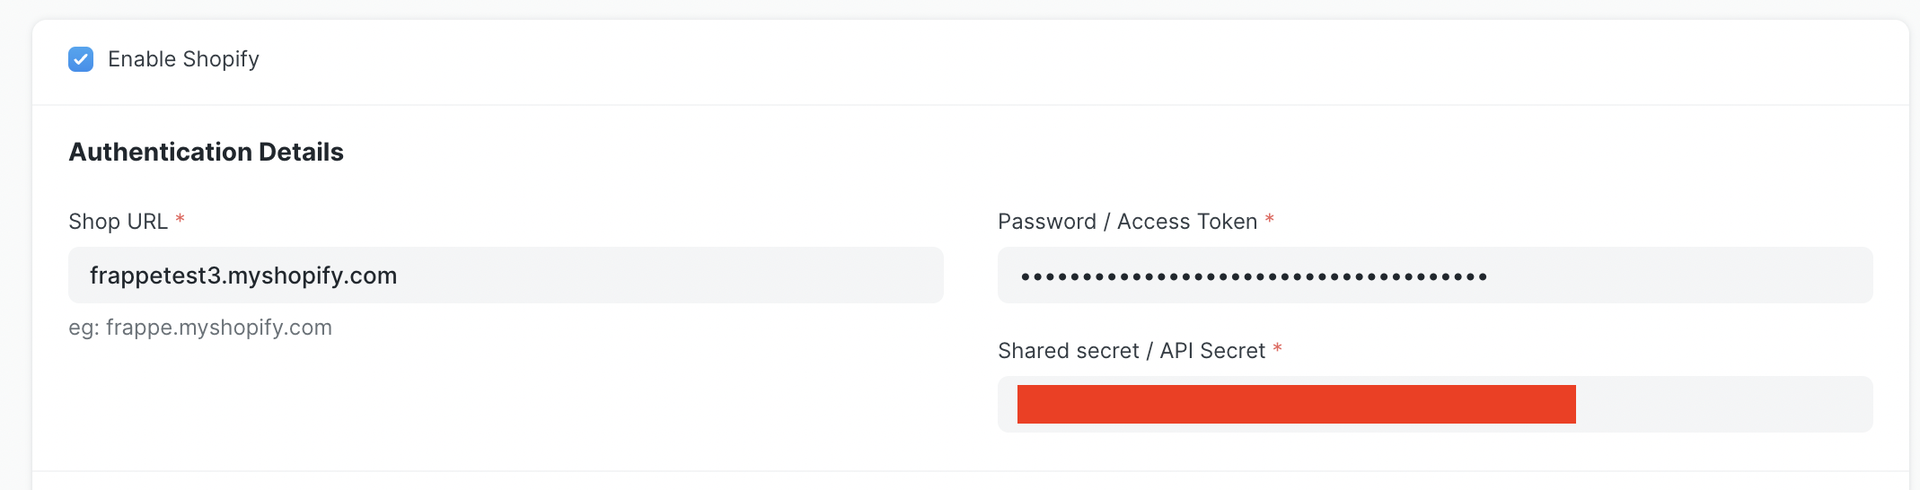 Enable Shopify
Authentication Details
Shop URL *
frappetest3.myshopify.com
eg: frappe.myshopify.com
Password / Access Token *
••••••••••••••••••••••••••••••••••••••
Shared secret / API Secret *